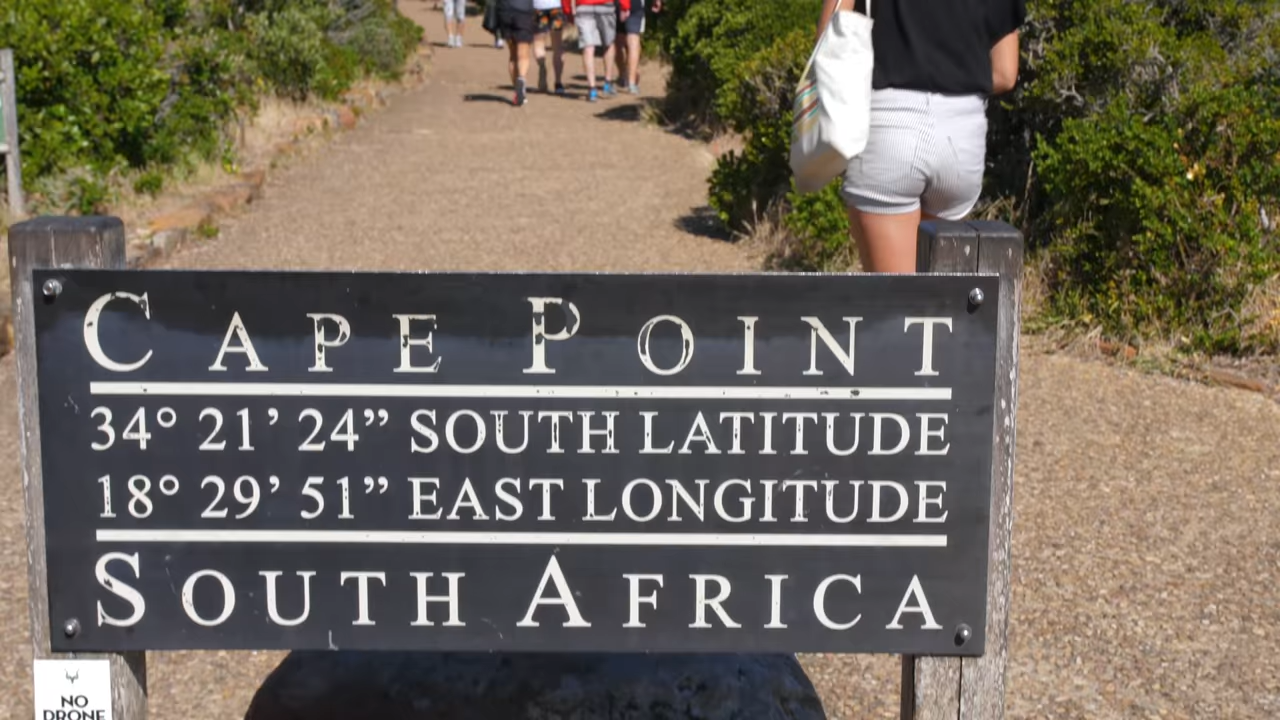 CAPE POINT
34° 21’ 24” SOUTH LATITUDE
18° 29’ 51” EAST LONGITUDE
SOUTH AFRICA
NO
DRONE